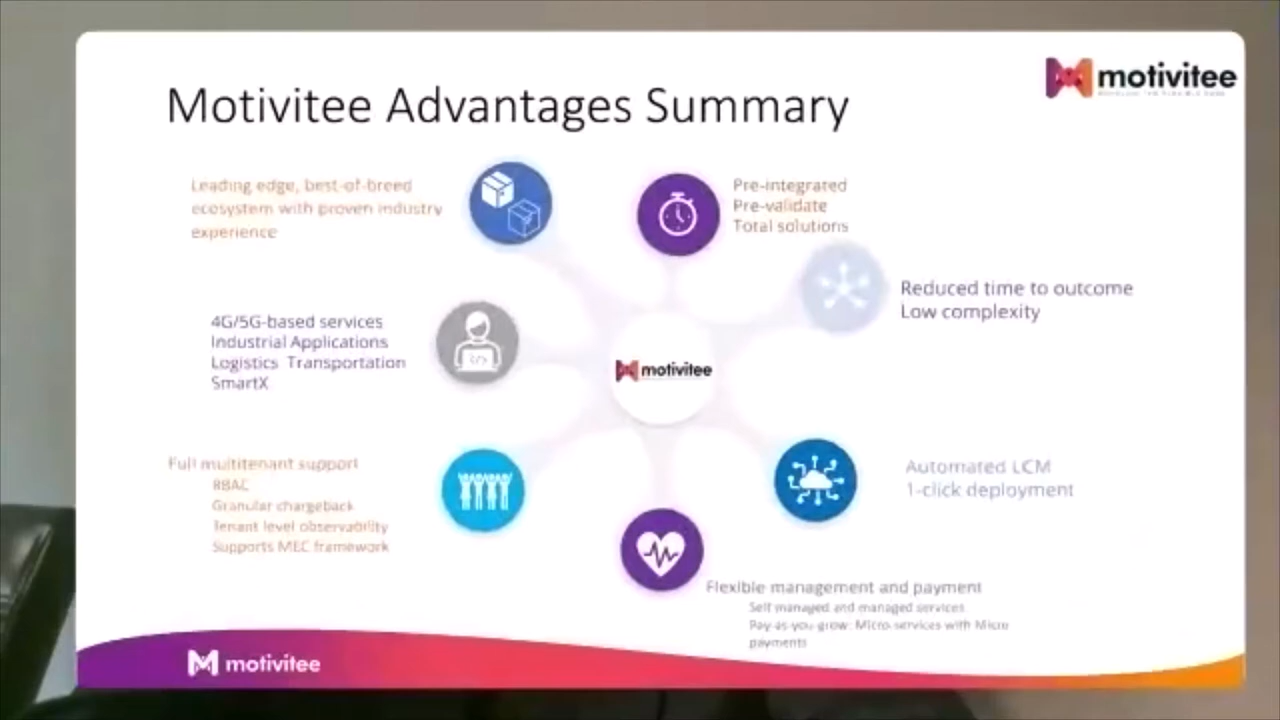 motivitee
Motivitee Advantages Summary
Leading edge, best-of-breed
ecosystem with proven industry
experience
Pre-integrated
Pre-validate
Total solutions
Reduced time to outcome
Low complexity
4G/5G-based services
Industrial Applications
Logistics Transportation
SmartX
motivitee
Full multitenant support
RBAC
Granular chargeback
Tenant level observability
Supports MEC framework
Automated LCM
1-click deployment
Flexible management and payment
Self managed and managed services
Pay-as-you-grow: Micro-services with Micro
payments
motivitee